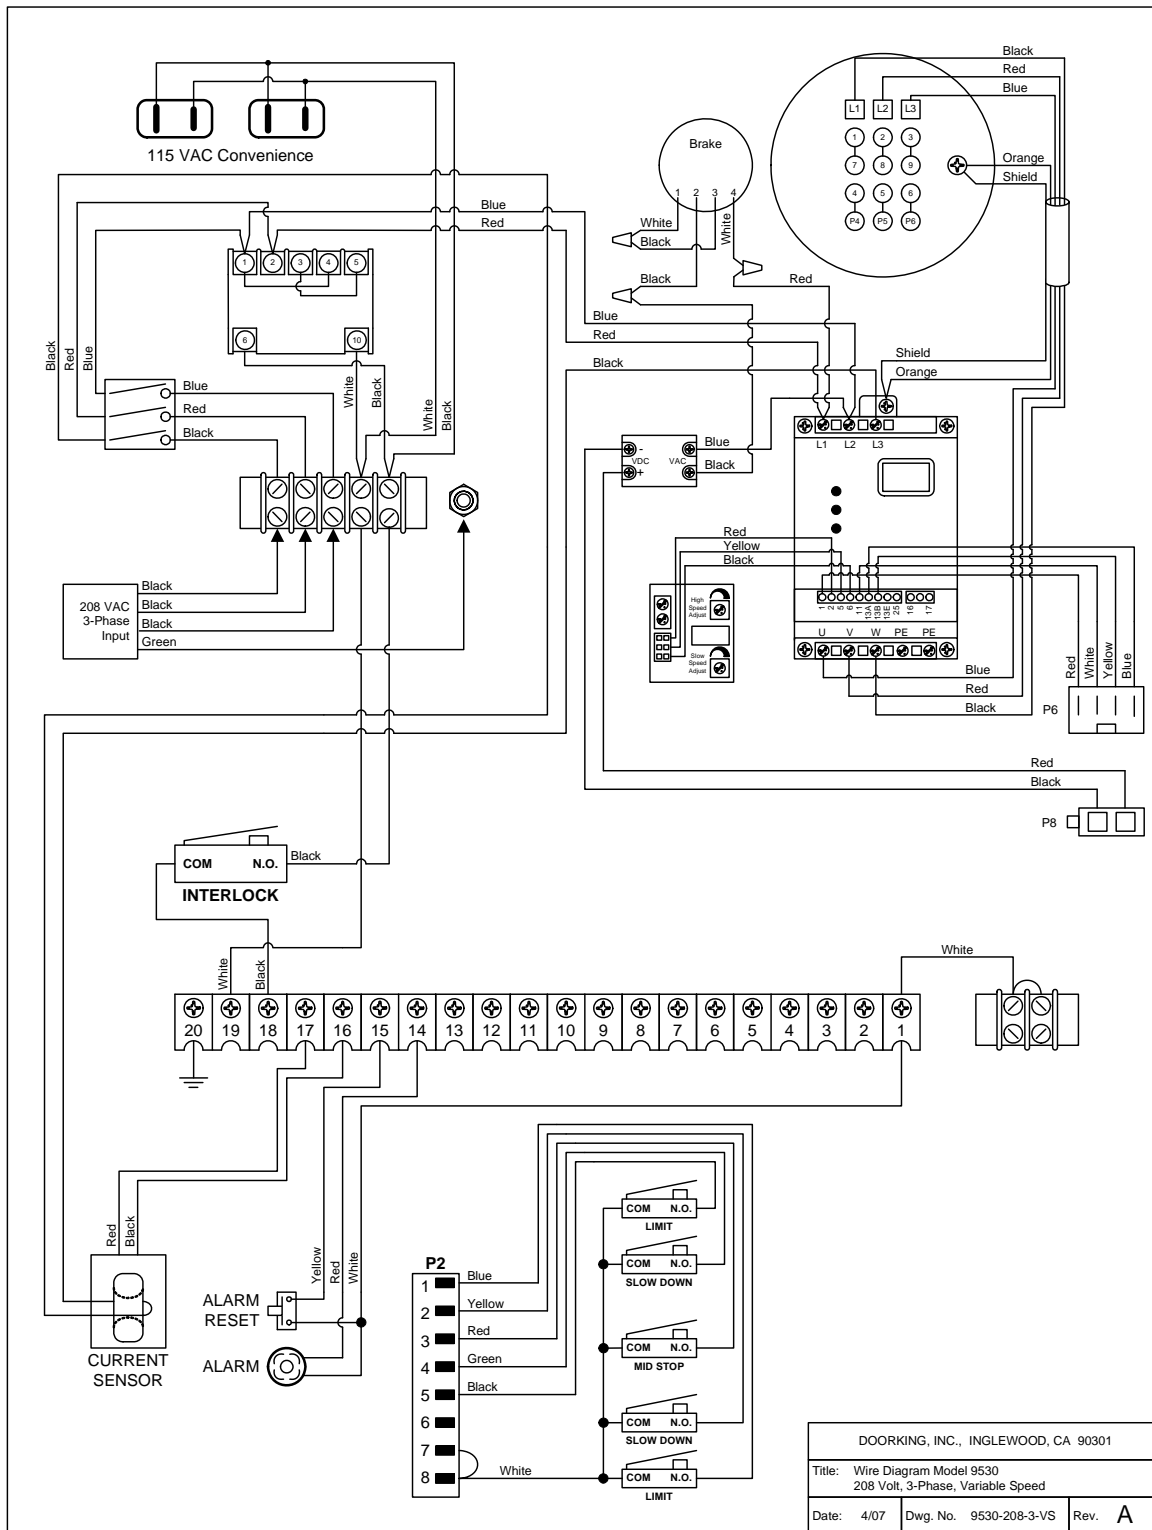 Black
Red
Blue
L1 L2 L3
1 2 3
7 8 9
4 5 6
P4 P5 P6
Orange
Shield
115 VAC Convenience
Brake
1 2 3 4
White
Black
White
Black
Red
Blue
Red
1 2 3 4 5
6 10
Blue
Red
Black
Black
Red
Blue
White
Black
White
Black
Blue
Red
Black
Shield
Orange
L1 L2 L3
- VDC +
VAC
Blue
Black
208 VAC
3-Phase
Input
Black
Black
Black
Green
Red
Yellow
Black
High
Speed
Adjust
Slow
Speed
Adjust
1 2 5 6 11 13A 13B 13E 25 16 17
U V W PE PE
Blue
Red
Black
Red
White
Yellow
Blue
P6
Red
Black
P8
COM N.O.
Black
INTERLOCK
White
Black
White
20 19 18 17 16 15 14 13 12 11 10 9 8 7 6 5 4 3 2 1
Red
Black
Yellow
Red
White
CURRENT
SENSOR
ALARM
RESET
ALARM
P2
1 Blue
2 Yellow
3 Red
4 Green
5 Black
6
7
8 White
COM N.O.
LIMIT
COM N.O.
SLOW DOWN
COM N.O.
MID STOP
COM N.O.
SLOW DOWN
COM N.O.
LIMIT
DOORKING, INC., INGLEWOOD, CA 90301
Title: Wire Diagram Model 9530
208 Volt, 3-Phase, Variable Speed
Date: 4/07 Dwg. No. 9530-208-3-VS Rev. A